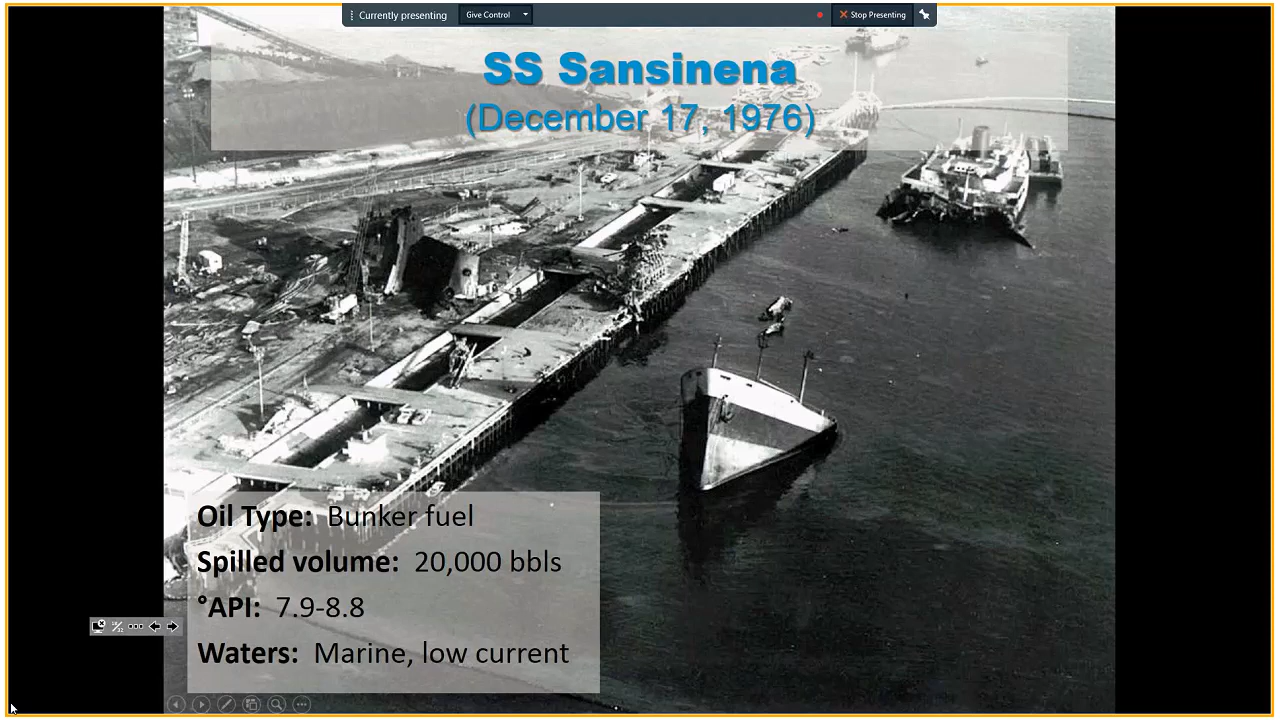 Currently presenting Give Control Stop Presenting
SS Sansinena
(December 17, 1976)
Oil Type: Bunker fuel
Spilled volume: 20,000 bbls
°API: 7.9-8.8
Waters: Marine, low current